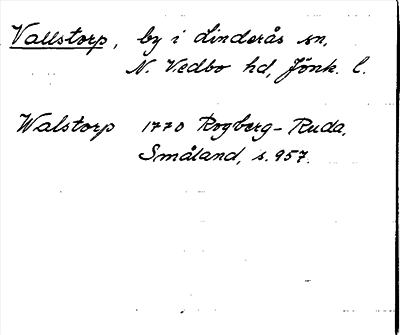 Vallstorp, by i Linderås sn,
N. Vedbo hd, Jönk. l.
Walstorp 1770 Rogberg-Ruda,
Småland, s. 957.